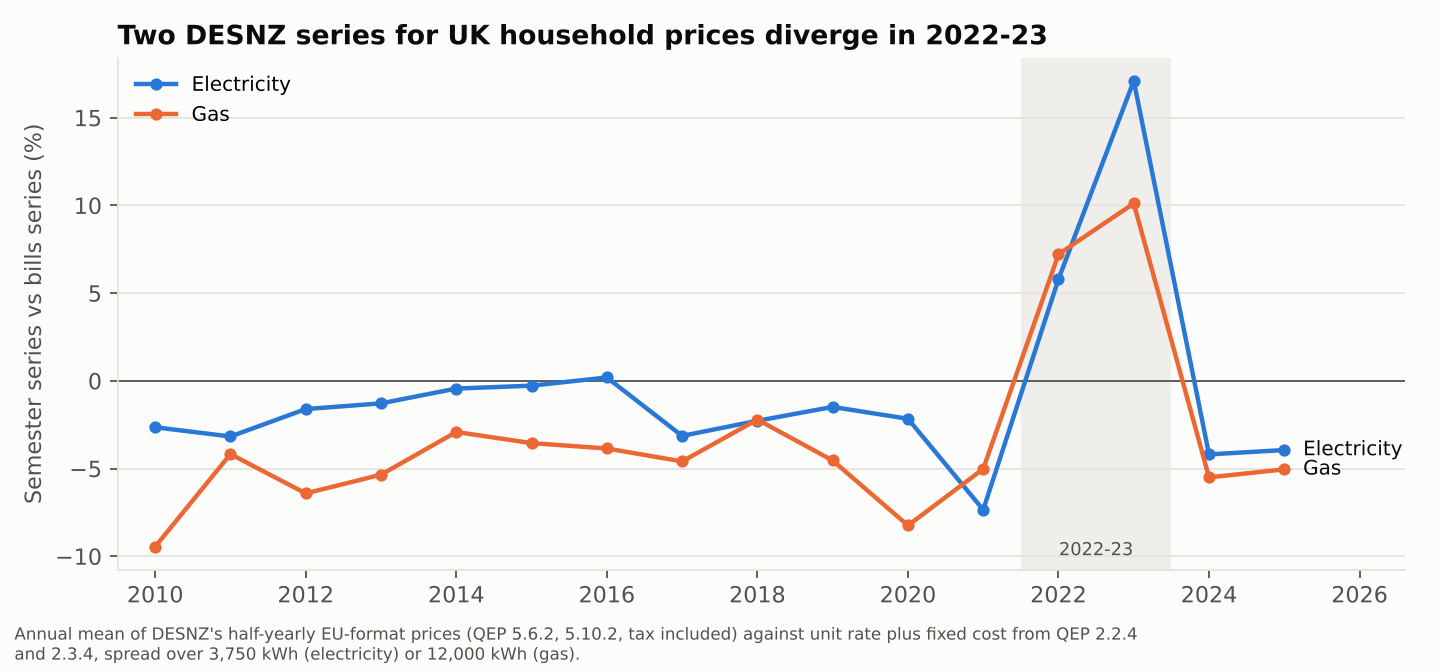 Two DESNZ series for UK household prices diverge in 2022-23
Electricity
Gas
Semester series vs bills series (%)
15
10
5
0
−5
−10
Electricity
Gas
2022-23
2010
2012
2014
2016
2018
2020
2022
2024
2026
Annual mean of DESNZ's half-yearly EU-format prices (QEP 5.6.2, 5.10.2, tax included) against unit rate plus fixed cost from QEP 2.2.4
and 2.3.4, spread over 3,750 kWh (electricity) or 12,000 kWh (gas).